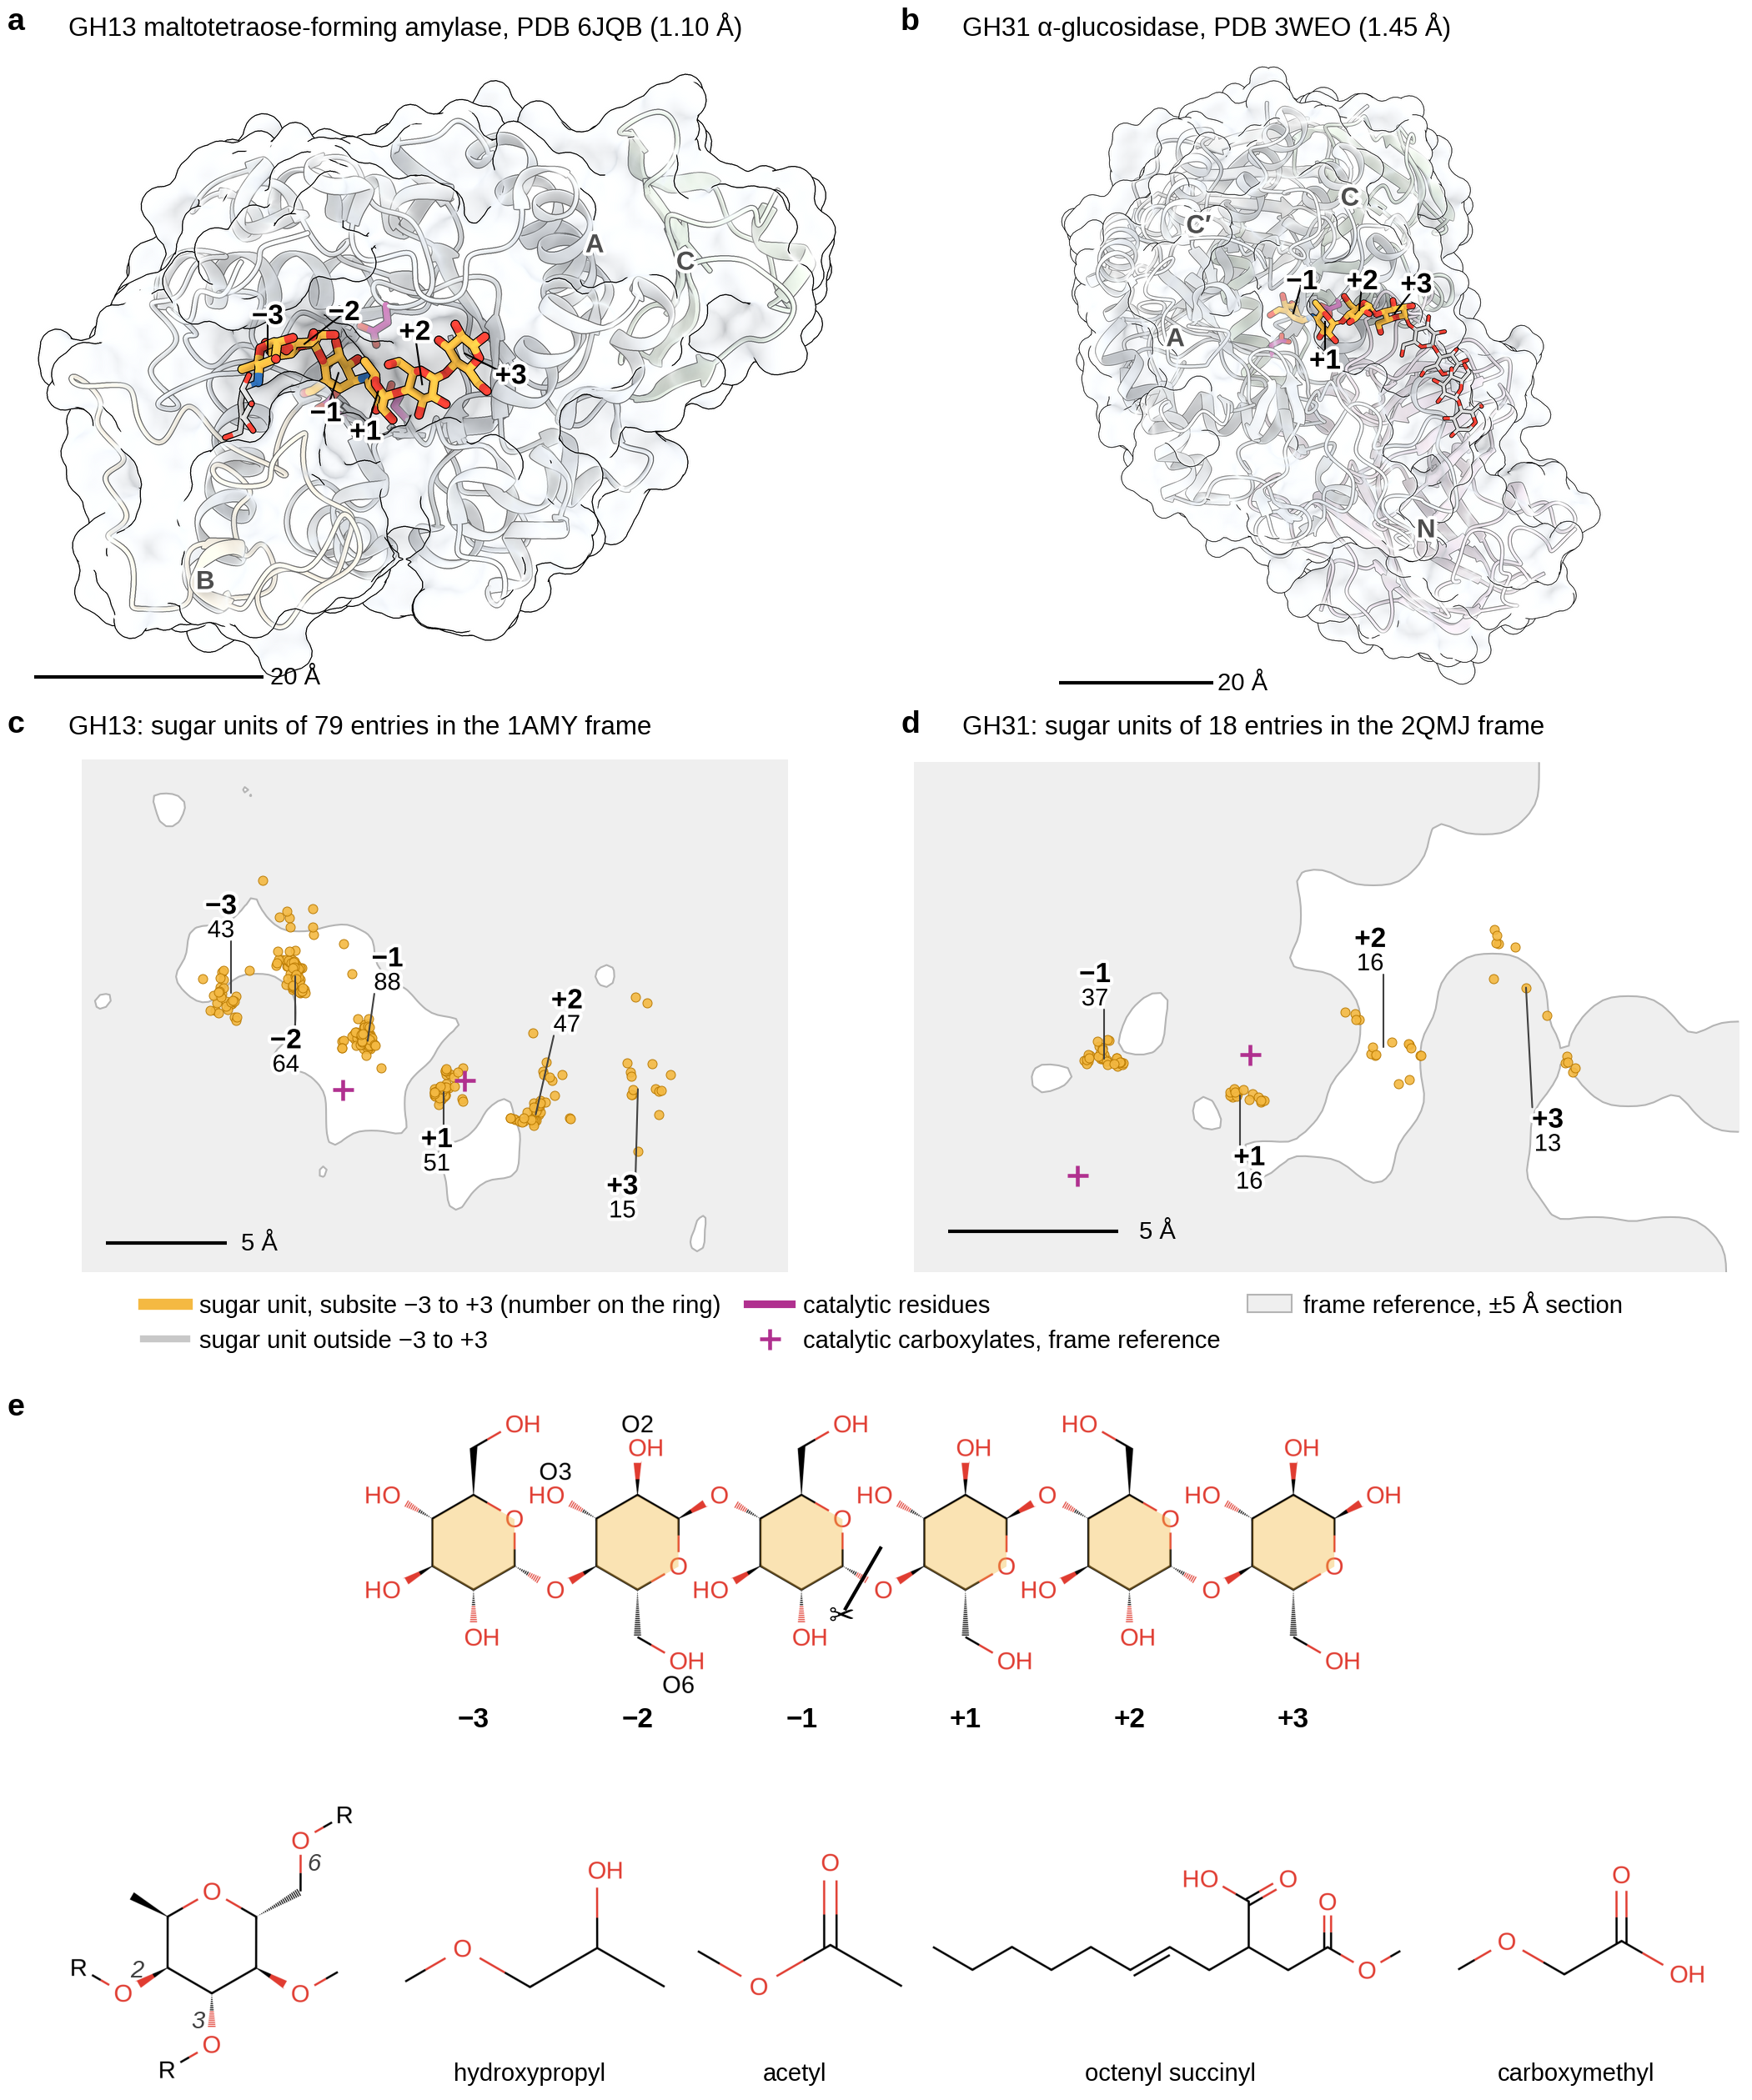 a
GH13 maltotetraose-forming amylase, PDB 6JQB (1.10 Å)
A
C
−3
−2
+2
+3
−1
+1
B
20 Å
b
GH31 α-glucosidase, PDB 3WEO (1.45 Å)
C
C′
−1
+2
+3
A
+1
N
20 Å
c
GH13: sugar units of 79 entries in the 1AMY frame
−3
43
−1
88
+2
47
−2
64
+1
51
+3
15
5 Å
d
GH31: sugar units of 18 entries in the 2QMJ frame
+2
16
−1
37
+3
13
+1
16
5 Å
sugar unit, subsite −3 to +3 (number on the ring)
catalytic residues
frame reference, ±5 Å section
sugar unit outside −3 to +3
catalytic carboxylates, frame reference
e
OH
O2
OH
HO
OH
OH
OH
O3
HO
HO
O
HO
O
HO
OH
O
O
O
O
O
O
HO
O
HO
O
HO
O
OH
OH
OH
OH
OH
OH
O6
−3
−2
−1
+1
+2
+3
R
O
6
O
R
2
O
O
3
O
R
OH
O
hydroxypropyl
O
O
acetyl
HO
O
O
O
octenyl succinyl
O
O
OH
carboxymethyl